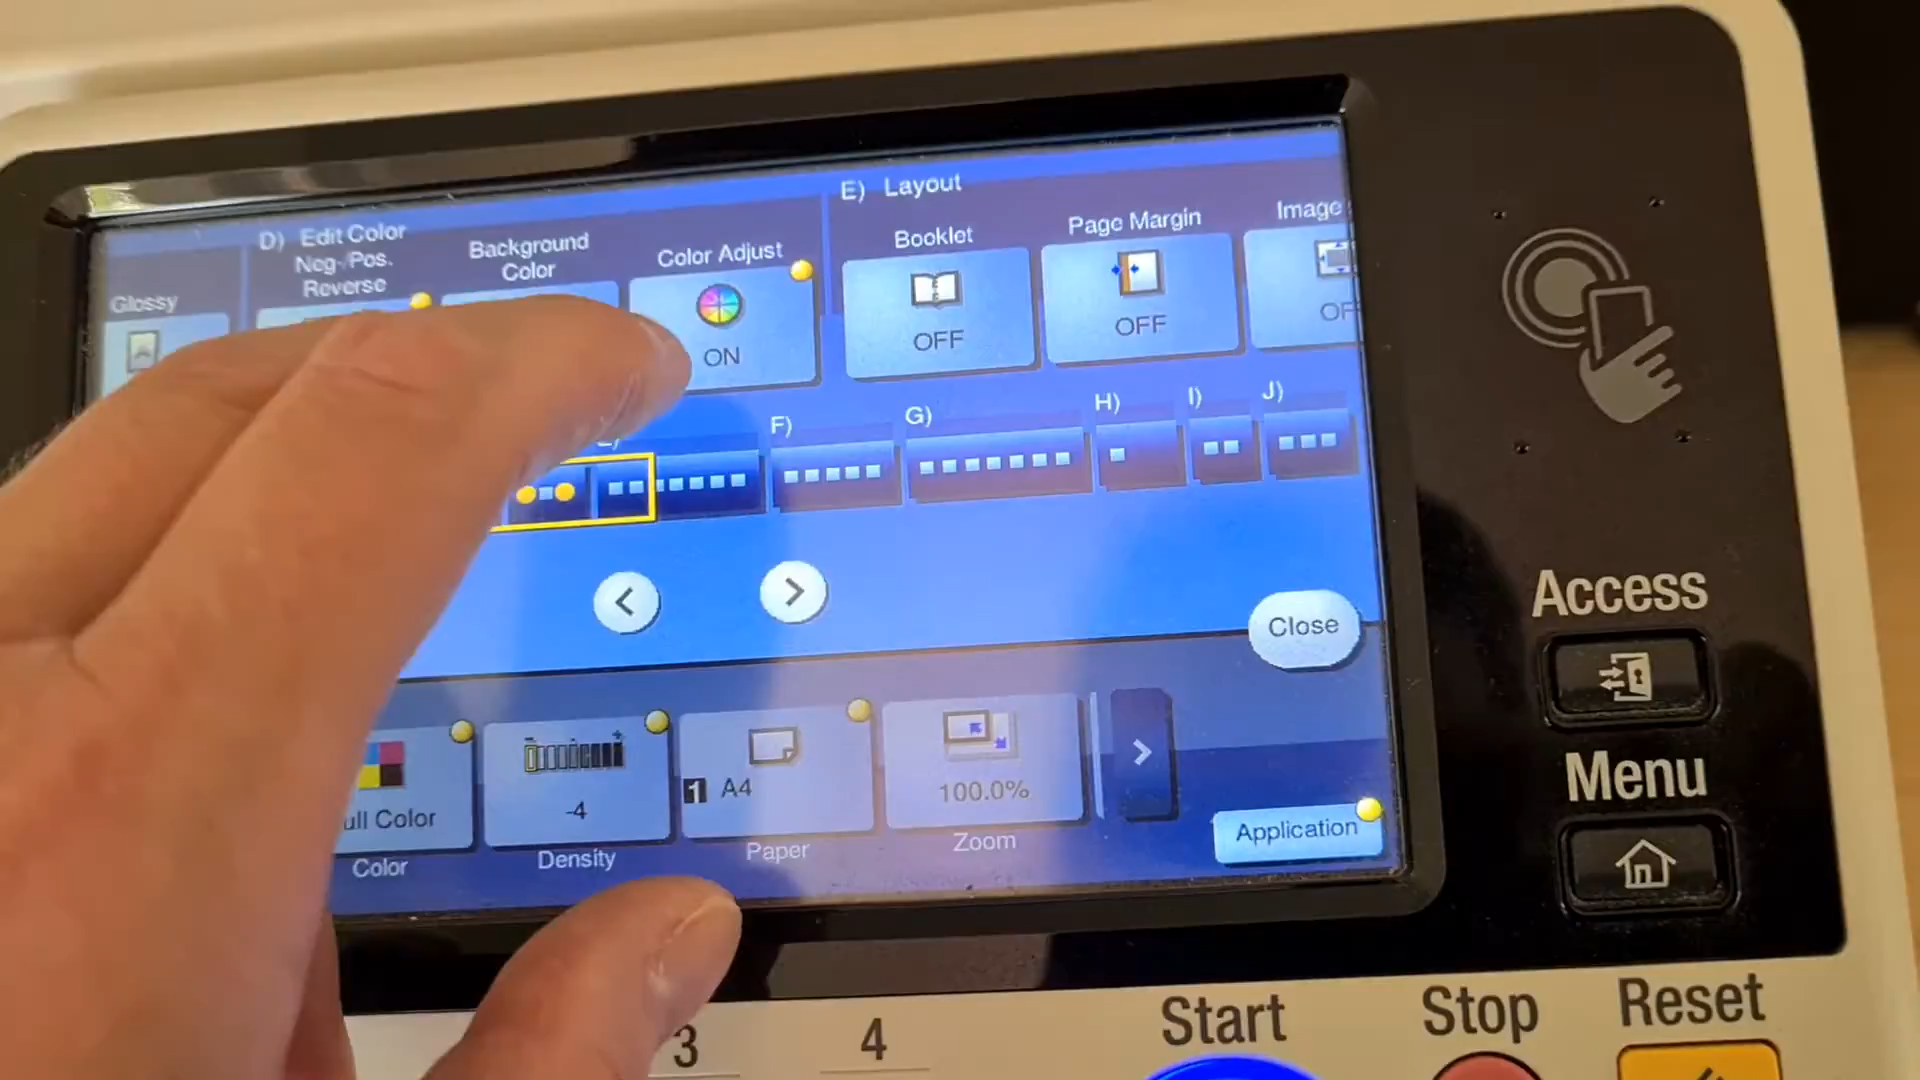 E) Layout
D) Edit Color
Neg-/Pos.
Reverse
Background
Color
Color Adjust
Booklet
Page Margin
Image
Glossy
ON
OFF
OFF
F)
G)
H)
I)
J)
Close
ull Color
-4
1 A4
100.0%
Color
Density
Paper
Zoom
Application
Access
Menu
3
4
Start
Stop
Reset